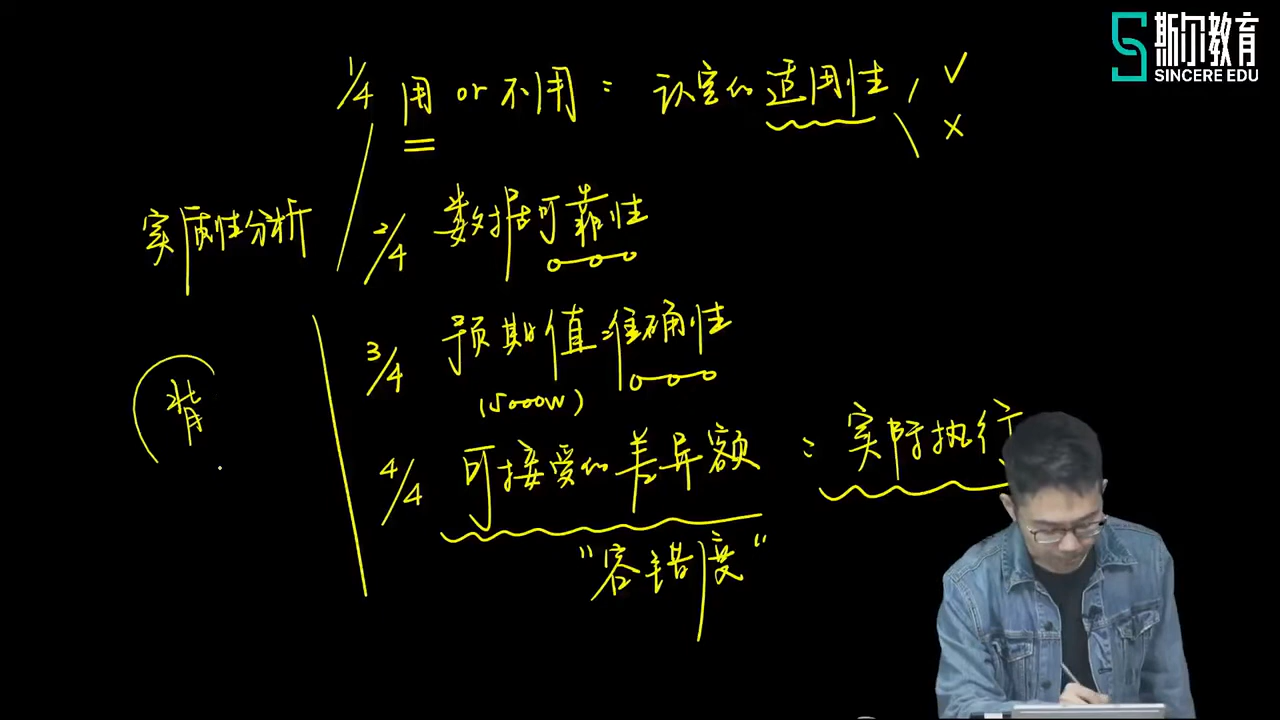 斯尔教育
SINCERE EDU
1/4 用 or 不用：认定的适用性 √
×
实质性分析
2/4 数据可靠性
3/4 预期值准确性
(5000W)
背
4/4 可接受的差异额：实际执行
"容错度"